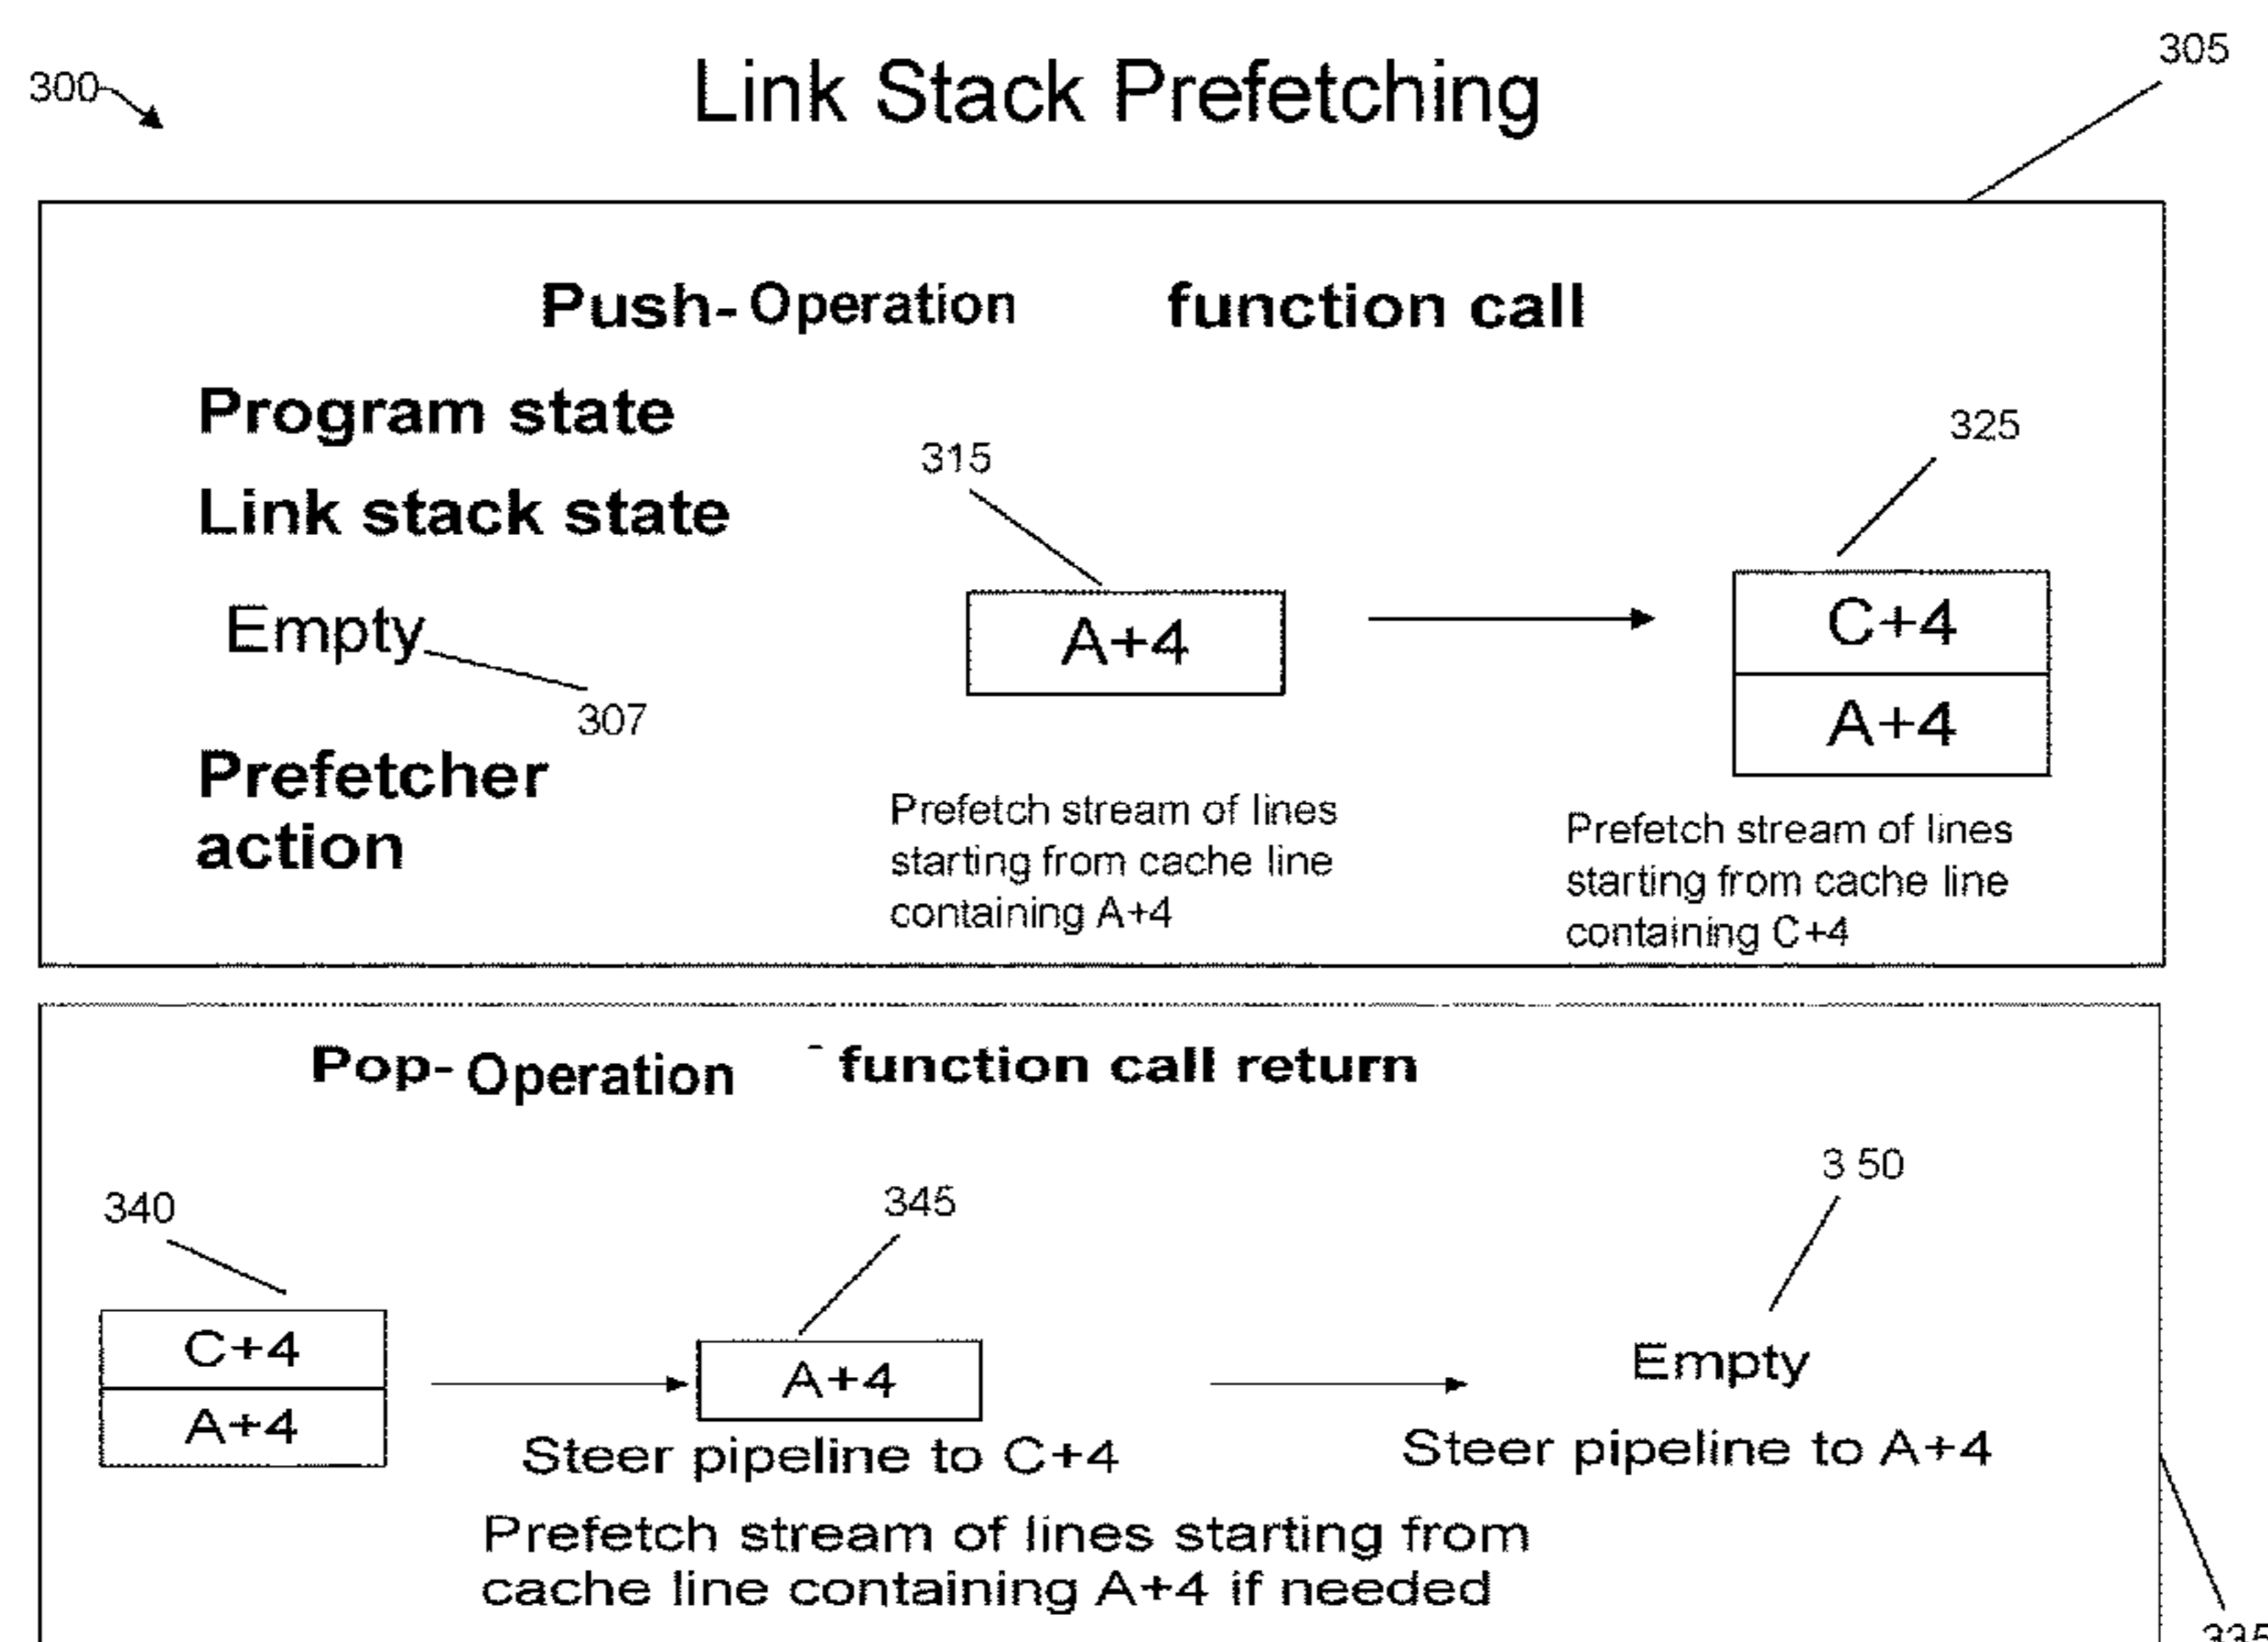 300
Link Stack Prefetching
305
Push- Operation function call
Program state
315
325
Link stack state
Empty
A+4
C+4
A+4
307
Prefetcher
action
Prefetch stream of lines
starting from cache line
containing A+4
Prefetch stream of lines
starting from cache line
containing C+4
Pop- Operation - function call return
340
345
3 50
C+4
A+4
A+4
Empty
Steer pipeline to C+4
Steer pipeline to A+4
Prefetch stream of lines starting from
cache line containing A+4 if needed
335